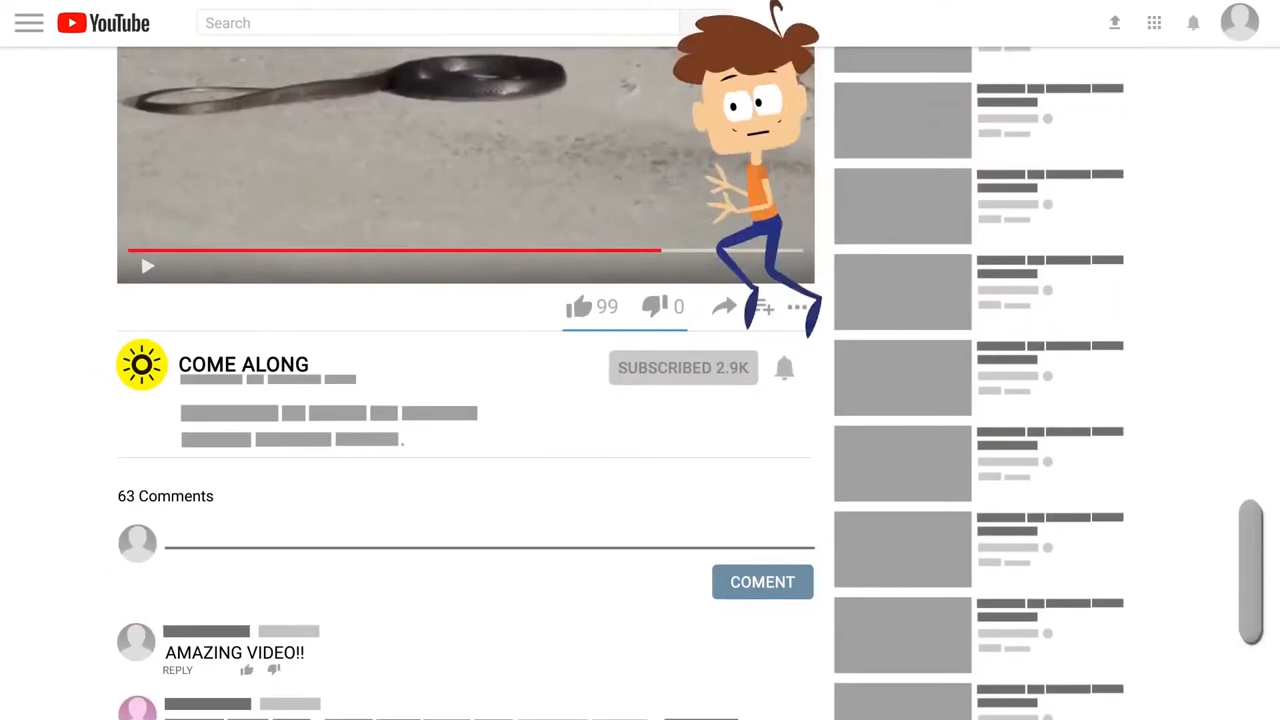 YouTube
Search
99
0
COME ALONG
SUBSCRIBED 2.9K
63 Comments
COMENT
AMAZING VIDEO!!
REPLY